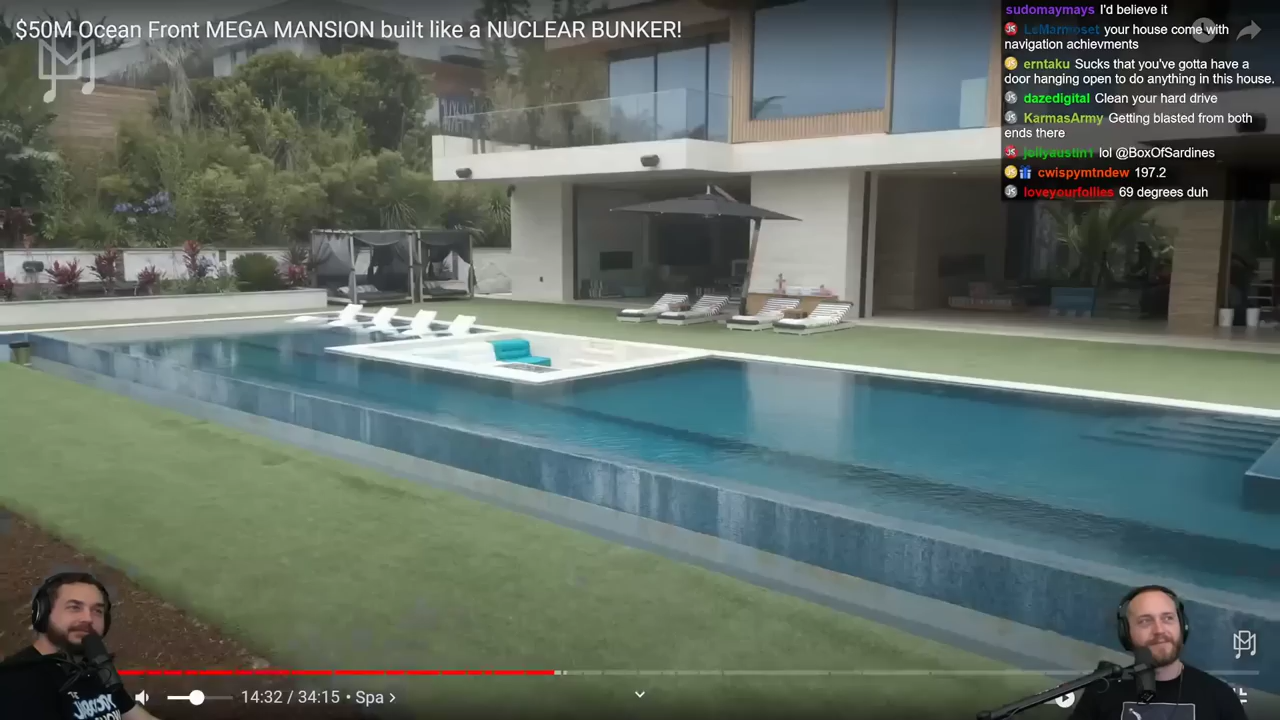 $50M Ocean Front MEGA MANSION built like a NUCLEAR BUNKER!
sudomaymays I'd believe it
LeMarmoset your house come with
navigation achievments
erntaku Sucks that you've gotta have a
door hanging open to do anything in this house.
dazedigital Clean your hard drive
KarmasArmy Getting blasted from both
ends there
jollyaustin1 lol @BoxOfSardines
cwispymtndew 197.2
loveyourfollies 69 degrees duh
14:32 / 34:15 • Spa >